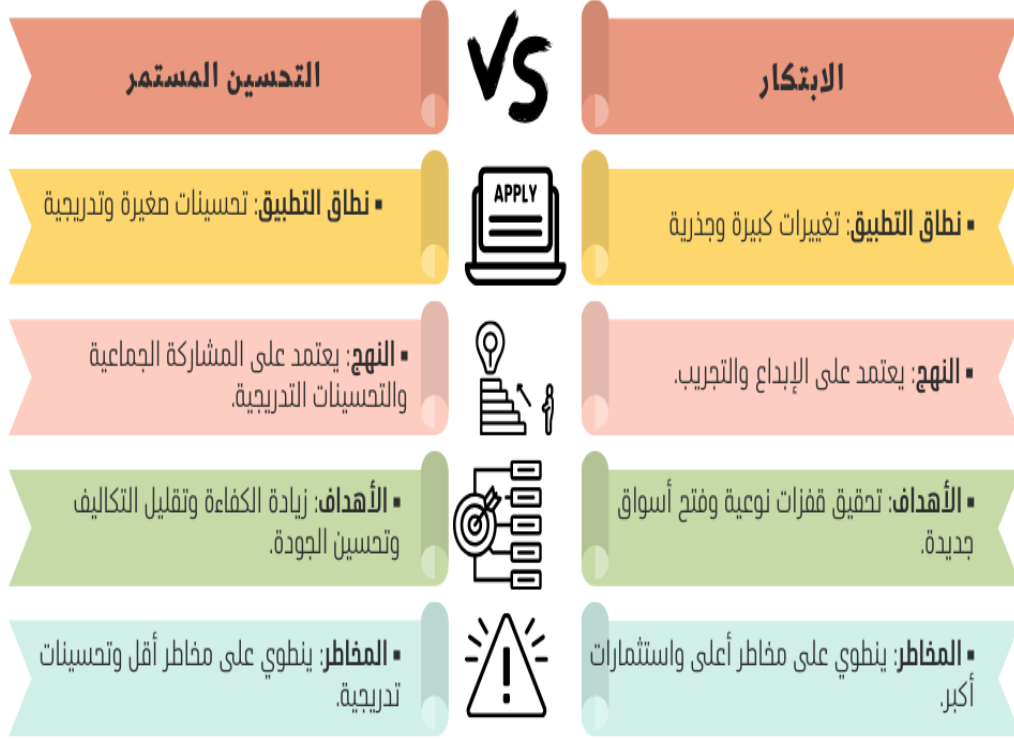 الابتكار
VS
التحسين المستمر
▪ نطاق التطبيق: تغييرات كبيرة وجذرية
APPLY
▪ نطاق التطبيق: تحسينات صغيرة وتدريجية
▪ النهج: يعتمد على الإبداع والتجريب.
▪ النهج: يعتمد على المشاركة الجماعية
والتحسينات التدريجية.
▪ الأهداف: تحقيق قفزات نوعية وفتح أسواق
جديدة.
▪ الأهداف: زيادة الكفاءة وتقليل التكاليف
وتحسين الجودة.
▪ المخاطر: ينطوي على مخاطر أعلى واستثمارات
أكبر.
▪ المخاطر: ينطوي على مخاطر أقل وتحسينات
تدريجية.